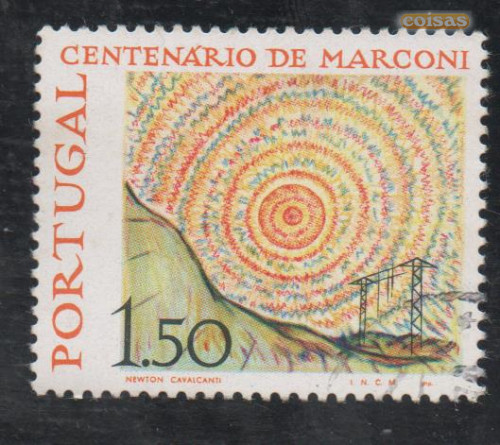 coisas
CENTENÁRIO DE MARCONI
PORTUGAL
1.50
NEWTON CAVALCANTI
I. N. C. M.